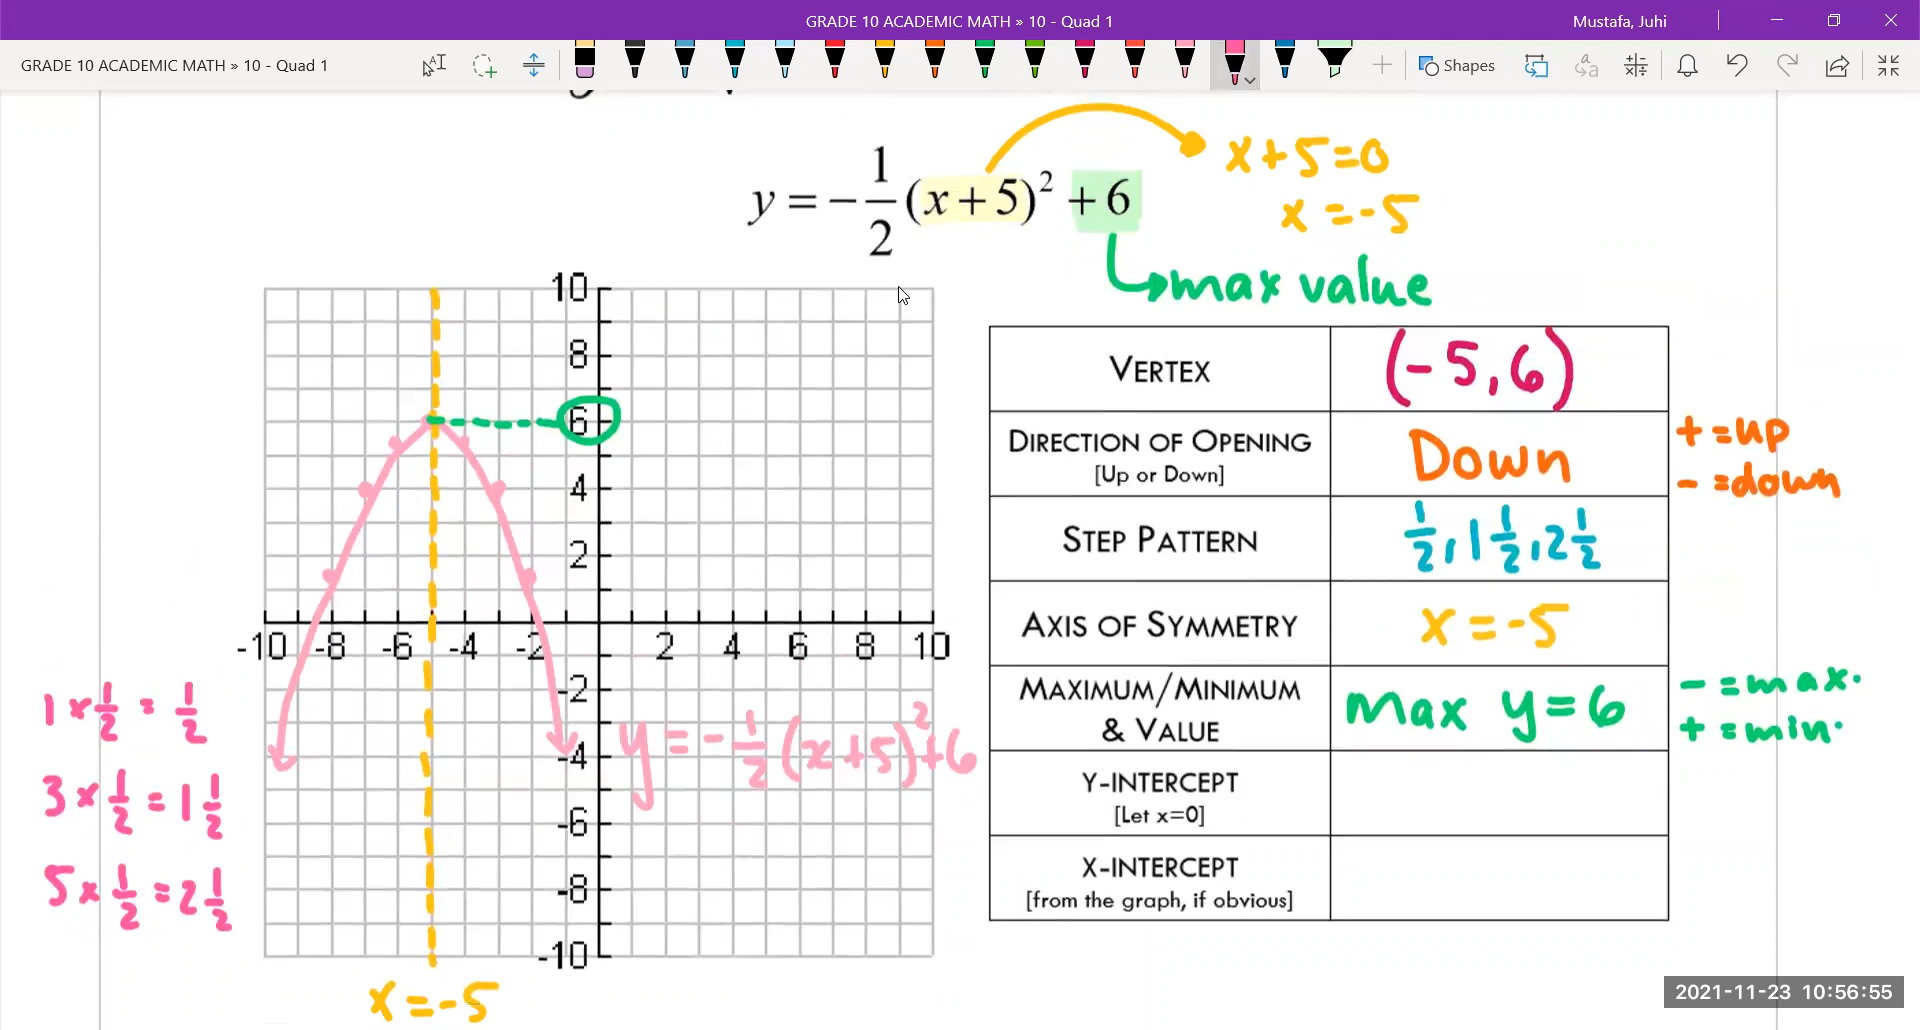 GRADE 10 ACADEMIC MATH » 10 - Quad 1
Mustafa, Juhi
GRADE 10 ACADEMIC MATH » 10 - Quad 1
Shapes
y = -1/2(x+5)² +6
x+5=0
x=-5
max value
10
8
6
4
2
-10 -8 -6 -4 -2 2 4 6 8 10
-2
-4
-6
-8
-10
y = -1/2(x+5)²+6
x=-5
1 × 1/2 = 1/2
3 × 1/2 = 1 1/2
5 × 1/2 = 2 1/2
VERTEX
(-5, 6)
DIRECTION OF OPENING
[Up or Down]
Down
+ = up
- = down
STEP PATTERN
1/2, 1 1/2, 2 1/2
AXIS OF SYMMETRY
x = -5
MAXIMUM/MINIMUM
& VALUE
max y=6
- = max.
+ = min.
Y-INTERCEPT
[Let x=0]
X-INTERCEPT
[from the graph, if obvious]
2021-11-23 10:56:55